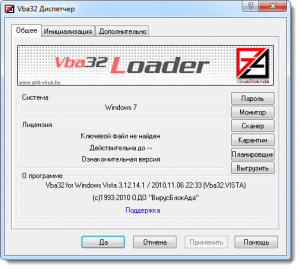 Vba32 Диспетчер
Общее
Инициализация
Дополнительно
Vba32 Loader
www.anti-virus.by
Система
Windows 7
Лицензия
Ключевой файл не найден
Действительна до ---
Ознакомительная версия
Пароль
Монитор
Сканер
Карантин
Планировщик
Выгрузить
О программе
Vba32 for Windows Vista 3.12.14.1 / 2010.11.06 22:33 (Vba32.VISTA)
(c)1993-2010 ОДО "ВирусБлокАда"
Поддержка
Да
Отмена
Применить
Помощь